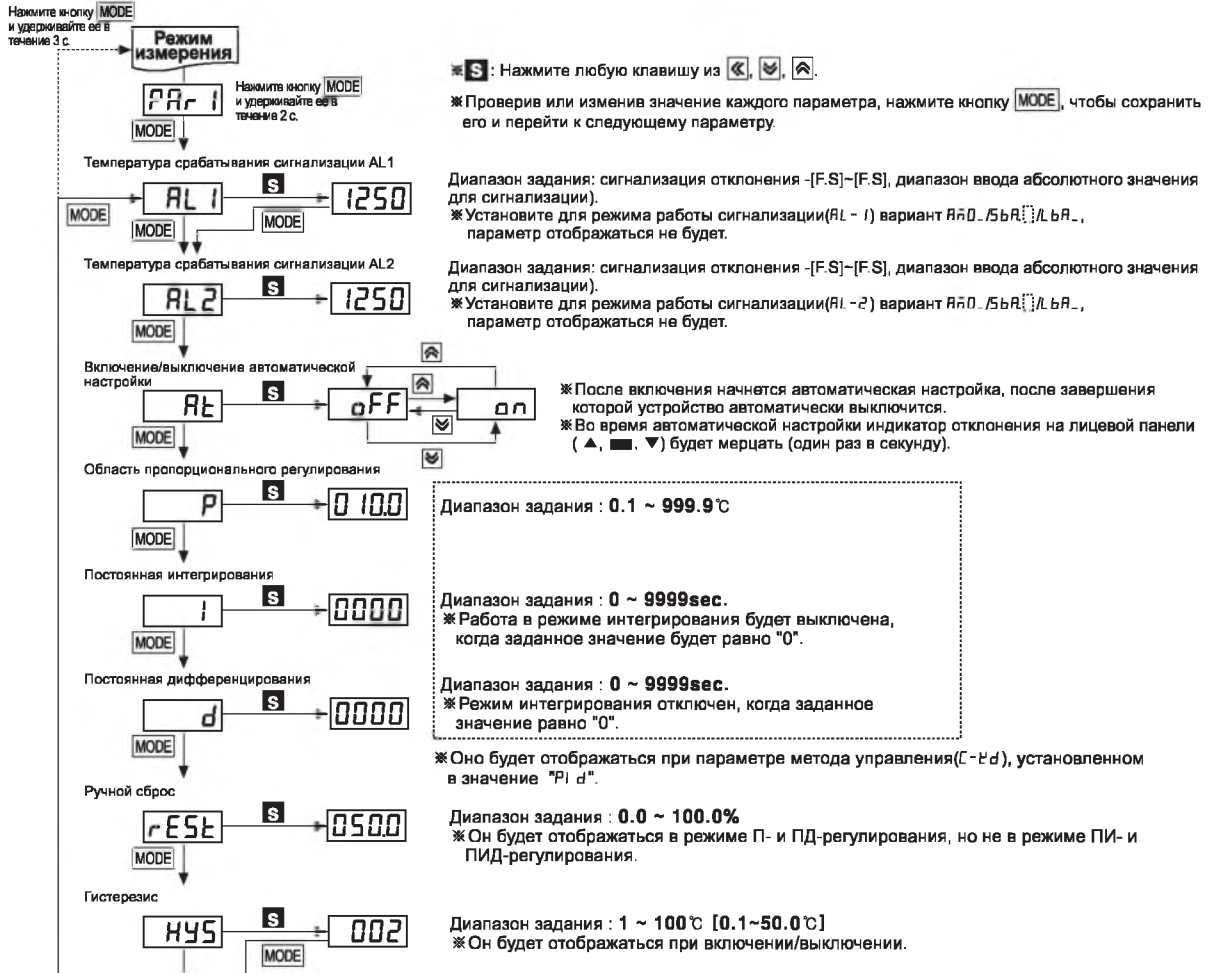 Нажмите кнопку MODE
и удерживайте ее в
течение 3 с.
Режим
измерения
※ S : Нажмите любую клавишу из «, ︾, ︽.
PAr 1
Нажмите кнопку MODE
и удерживайте ее в
течение 2 с.
MODE
※Проверив или изменив значение каждого параметра, нажмите кнопку MODE, чтобы сохранить
его и перейти к следующему параметру.
Температура срабатывания сигнализации AL1
MODE
AL 1
S
1250
MODE
MODE
Диапазон задания: сигнализация отклонения -[F.S]~[F.S], диапазон ввода абсолютного значения
для сигнализации).
※Установите для режима работы сигнализации(AL - 1) вариант AñO_/SbA▯/LbA_,
параметр отображаться не будет.
Температура срабатывания сигнализации AL2
AL2
S
1250
MODE
Диапазон задания: сигнализация отклонения -[F.S]~[F.S], диапазон ввода абсолютного значения
для сигнализации).
※Установите для режима работы сигнализации(AL -2) вариант AñO_/SbA▯/LbA_,
параметр отображаться не будет.
Включение/выключение автоматической
настройки
At
S
oFF
on
MODE
※После включения начнется автоматическая настройка, после завершения
которой устройство автоматически выключится.
※Во время автоматической настройки индикатор отклонения на лицевой панели
( ▲, ▬, ▼) будет мерцать (один раз в секунду).
Область пропорционального регулирования
P
S
010.0
MODE
Диапазон задания : 0.1 ~ 999.9℃
Постоянная интегрирования
I
S
0000
MODE
Диапазон задания : 0 ~ 9999sec.
※Работа в режиме интегрирования будет выключена,
когда заданное значение будет равно "0".
Постоянная дифференцирования
d
S
0000
MODE
Диапазон задания : 0 ~ 9999sec.
※Режим интегрирования отключен, когда заданное
значение равно "0".
※Оно будет отображаться при параметре метода управления(C-ñd), установленном
в значение "PI d".
Ручной сброс
rESt
S
050.0
MODE
Диапазон задания : 0.0 ~ 100.0%
※Он будет отображаться в режиме П- и ПД-регулирования, но не в режиме ПИ- и
ПИД-регулирования.
Гистерезис
HYS
S
002
MODE
Диапазон задания : 1 ~ 100℃ [0.1~50.0℃]
※Он будет отображаться при включении/выключении.